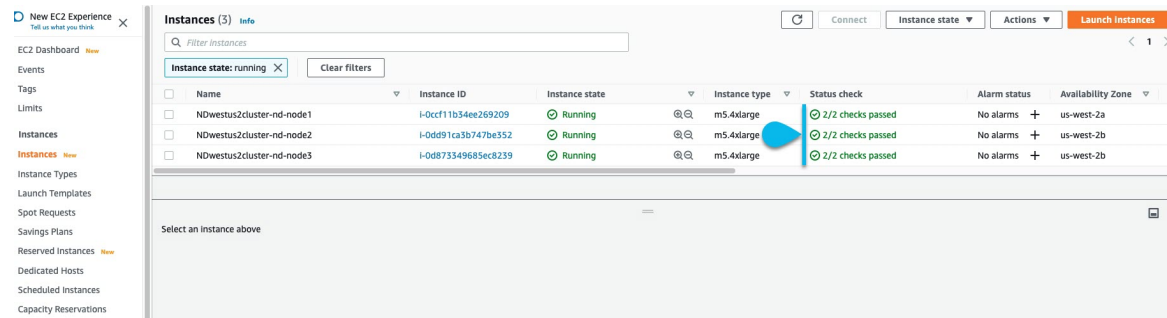 New EC2 Experience
Tell us what you think
EC2 Dashboard New
Events
Tags
Limits
Instances
Instances New
Instance Types
Launch Templates
Spot Requests
Savings Plans
Reserved Instances New
Dedicated Hosts
Scheduled Instances
Capacity Reservations
Instances (3) Info
Connect Instance state Actions Launch instances
Filter instances
1
Instance state: running Clear filters
Name Instance ID Instance state Instance type Status check Alarm status Availability Zone
NDwestus2cluster-nd-node1 i-0ccf11b34ee269209 Running m5.4xlarge 2/2 checks passed No alarms + us-west-2a
NDwestus2cluster-nd-node2 i-0dd91ca3b747be352 Running m5.4xlarge 2/2 checks passed No alarms + us-west-2b
NDwestus2cluster-nd-node3 i-0d873349685ec8239 Running m5.4xlarge 2/2 checks passed No alarms + us-west-2b
Select an instance above